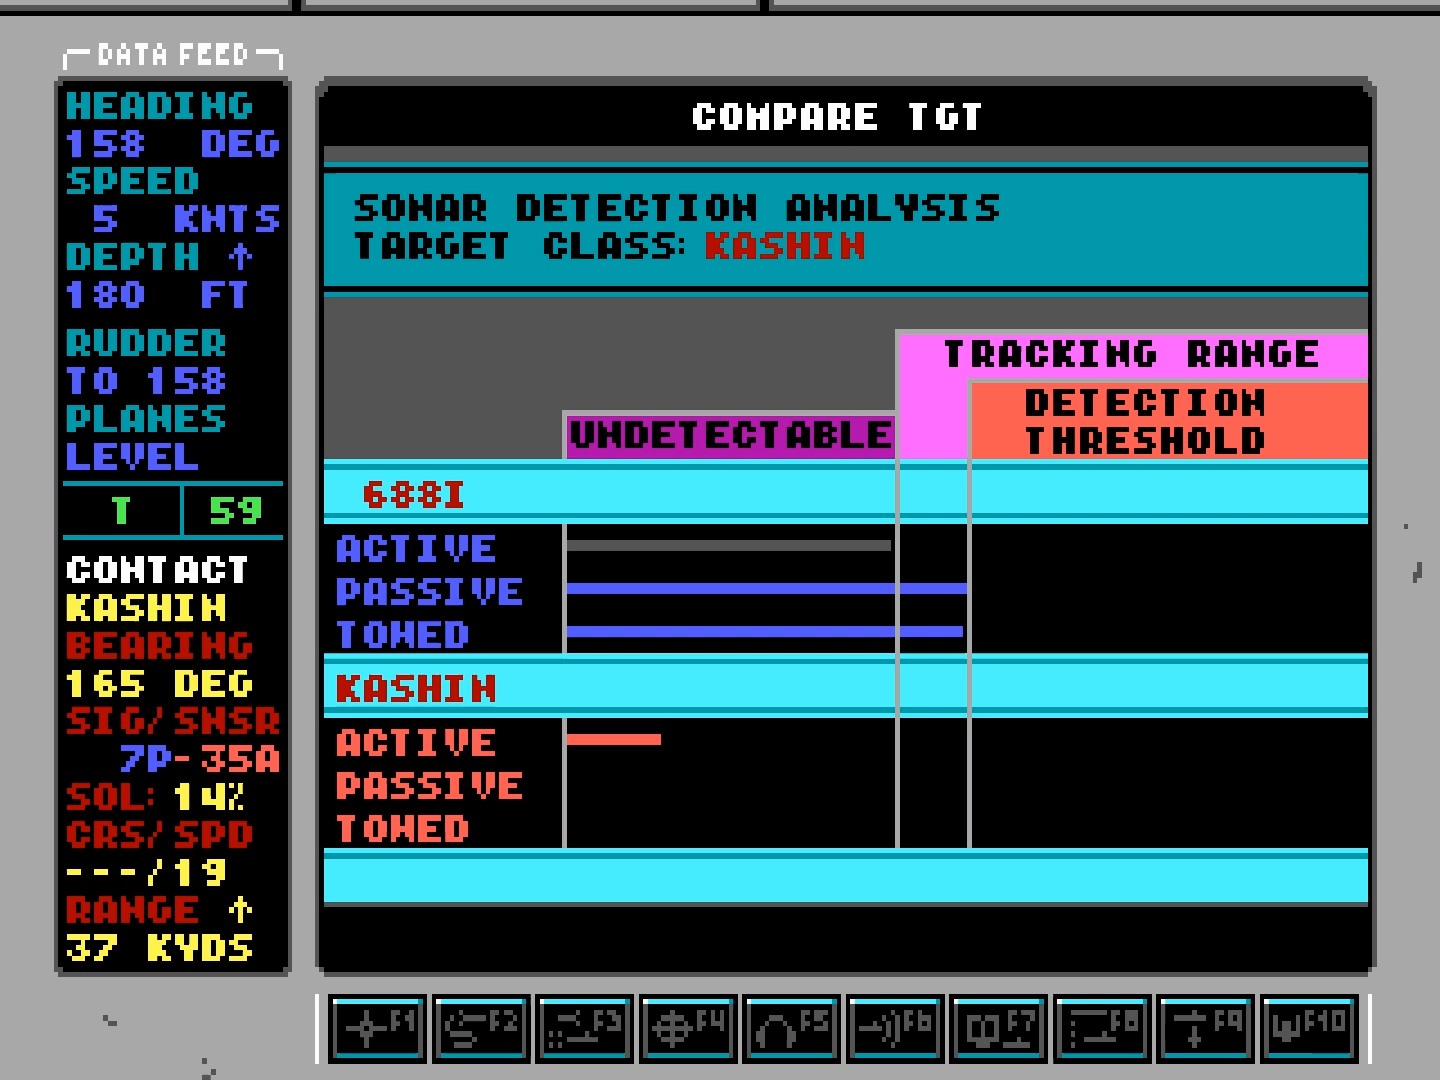 DATA FEED
HEADING
158 DEG
SPEED
5 KNTS
DEPTH ↑
180 FT
RUDDER
TO 158
PLANES
LEVEL
T 59
CONTACT
KASHIN
BEARING
165 DEG
SIG/SNSR
7P-35A
SOL: 14%
CRS/SPD
---/19
RANGE ↑
37 KYDS
COMPARE TGT
SONAR DETECTION ANALYSIS
TARGET CLASS: KASHIN
TRACKING RANGE
DETECTION
THRESHOLD
UNDETECTABLE
688I
ACTIVE
PASSIVE
TOWED
KASHIN
ACTIVE
PASSIVE
TOWED
F1 F2 F3 F4 F5 F6 F7 F8 F9 F10